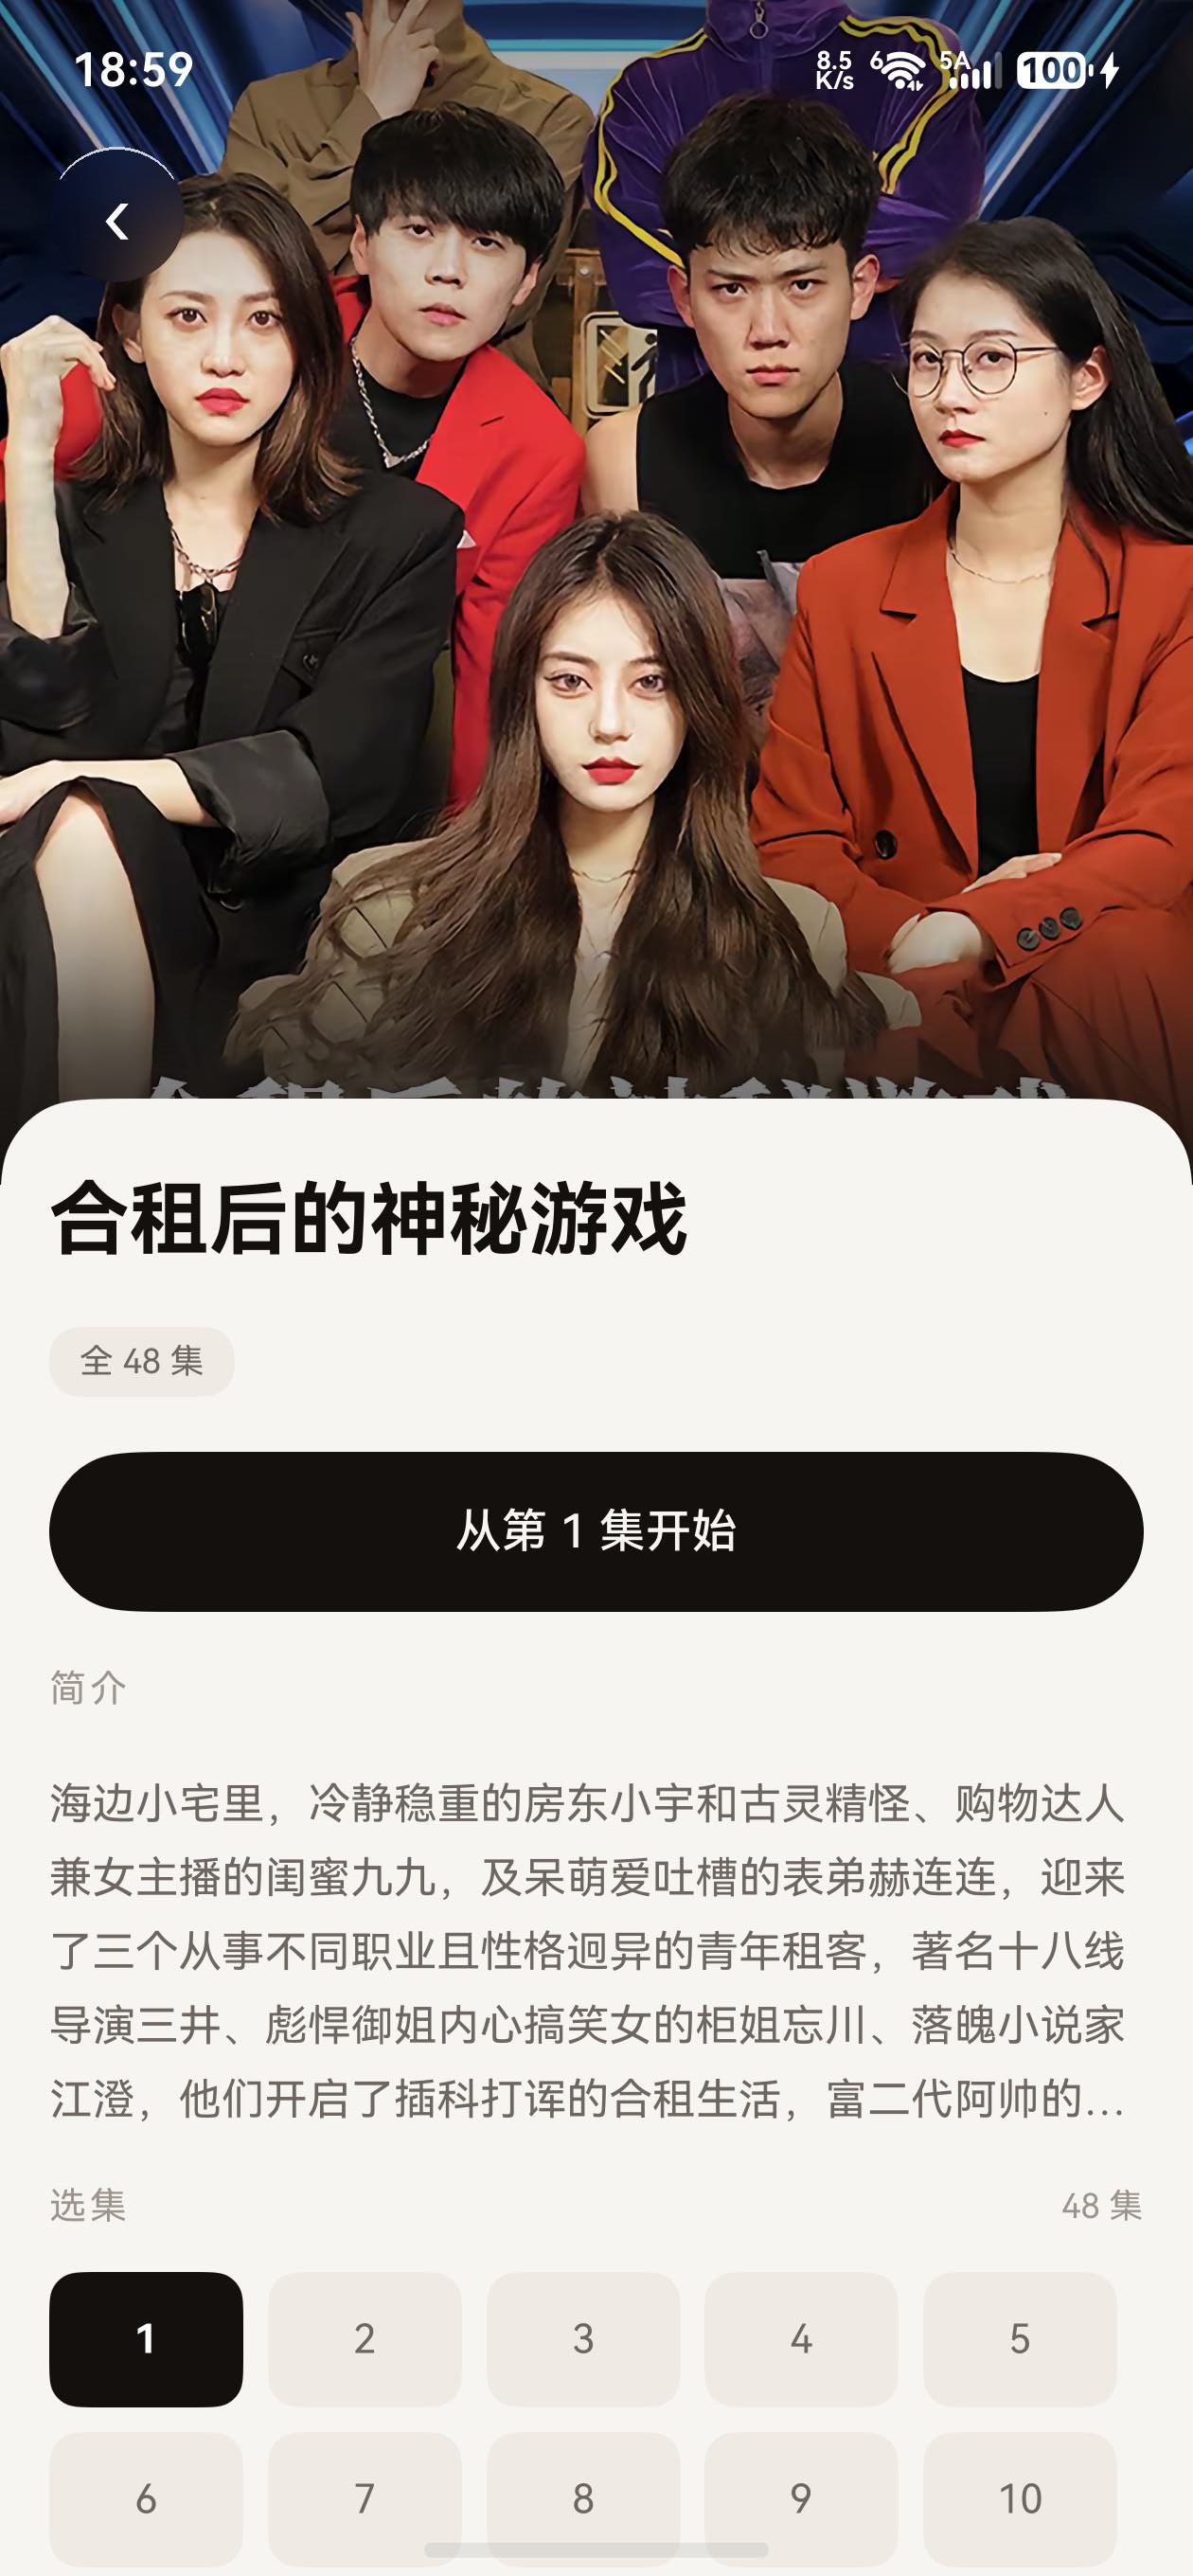 18:59
8.5
K/s
6
5A
100
合租后的神秘游戏
全 48 集
从第 1 集开始
简介
海边小宅里，冷静稳重的房东小宇和古灵精怪、购物达人
兼女主播的闺蜜九九，及呆萌爱吐槽的表弟赫连连，迎来
了三个从事不同职业且性格迥异的青年租客，著名十八线
导演三井、彪悍御姐内心搞笑女的柜姐忘川、落魄小说家
江澄，他们开启了插科打诨的合租生活，富二代阿帅的...
选集
48 集
1
2
3
4
5
6
7
8
9
10